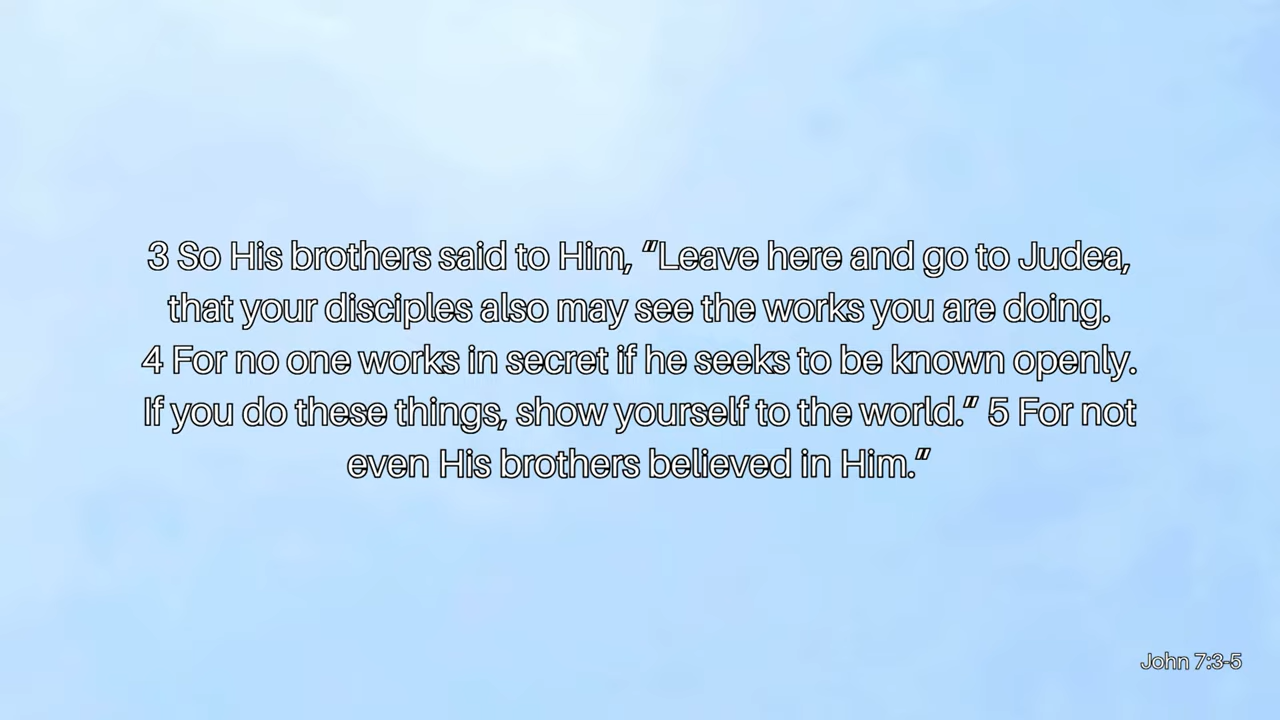 3 So His brothers said to Him, “Leave here and go to Judea,
that your disciples also may see the works you are doing.
4 For no one works in secret if he seeks to be known openly.
If you do these things, show yourself to the world.” 5 For not
even His brothers believed in Him.”
John 7:3-5